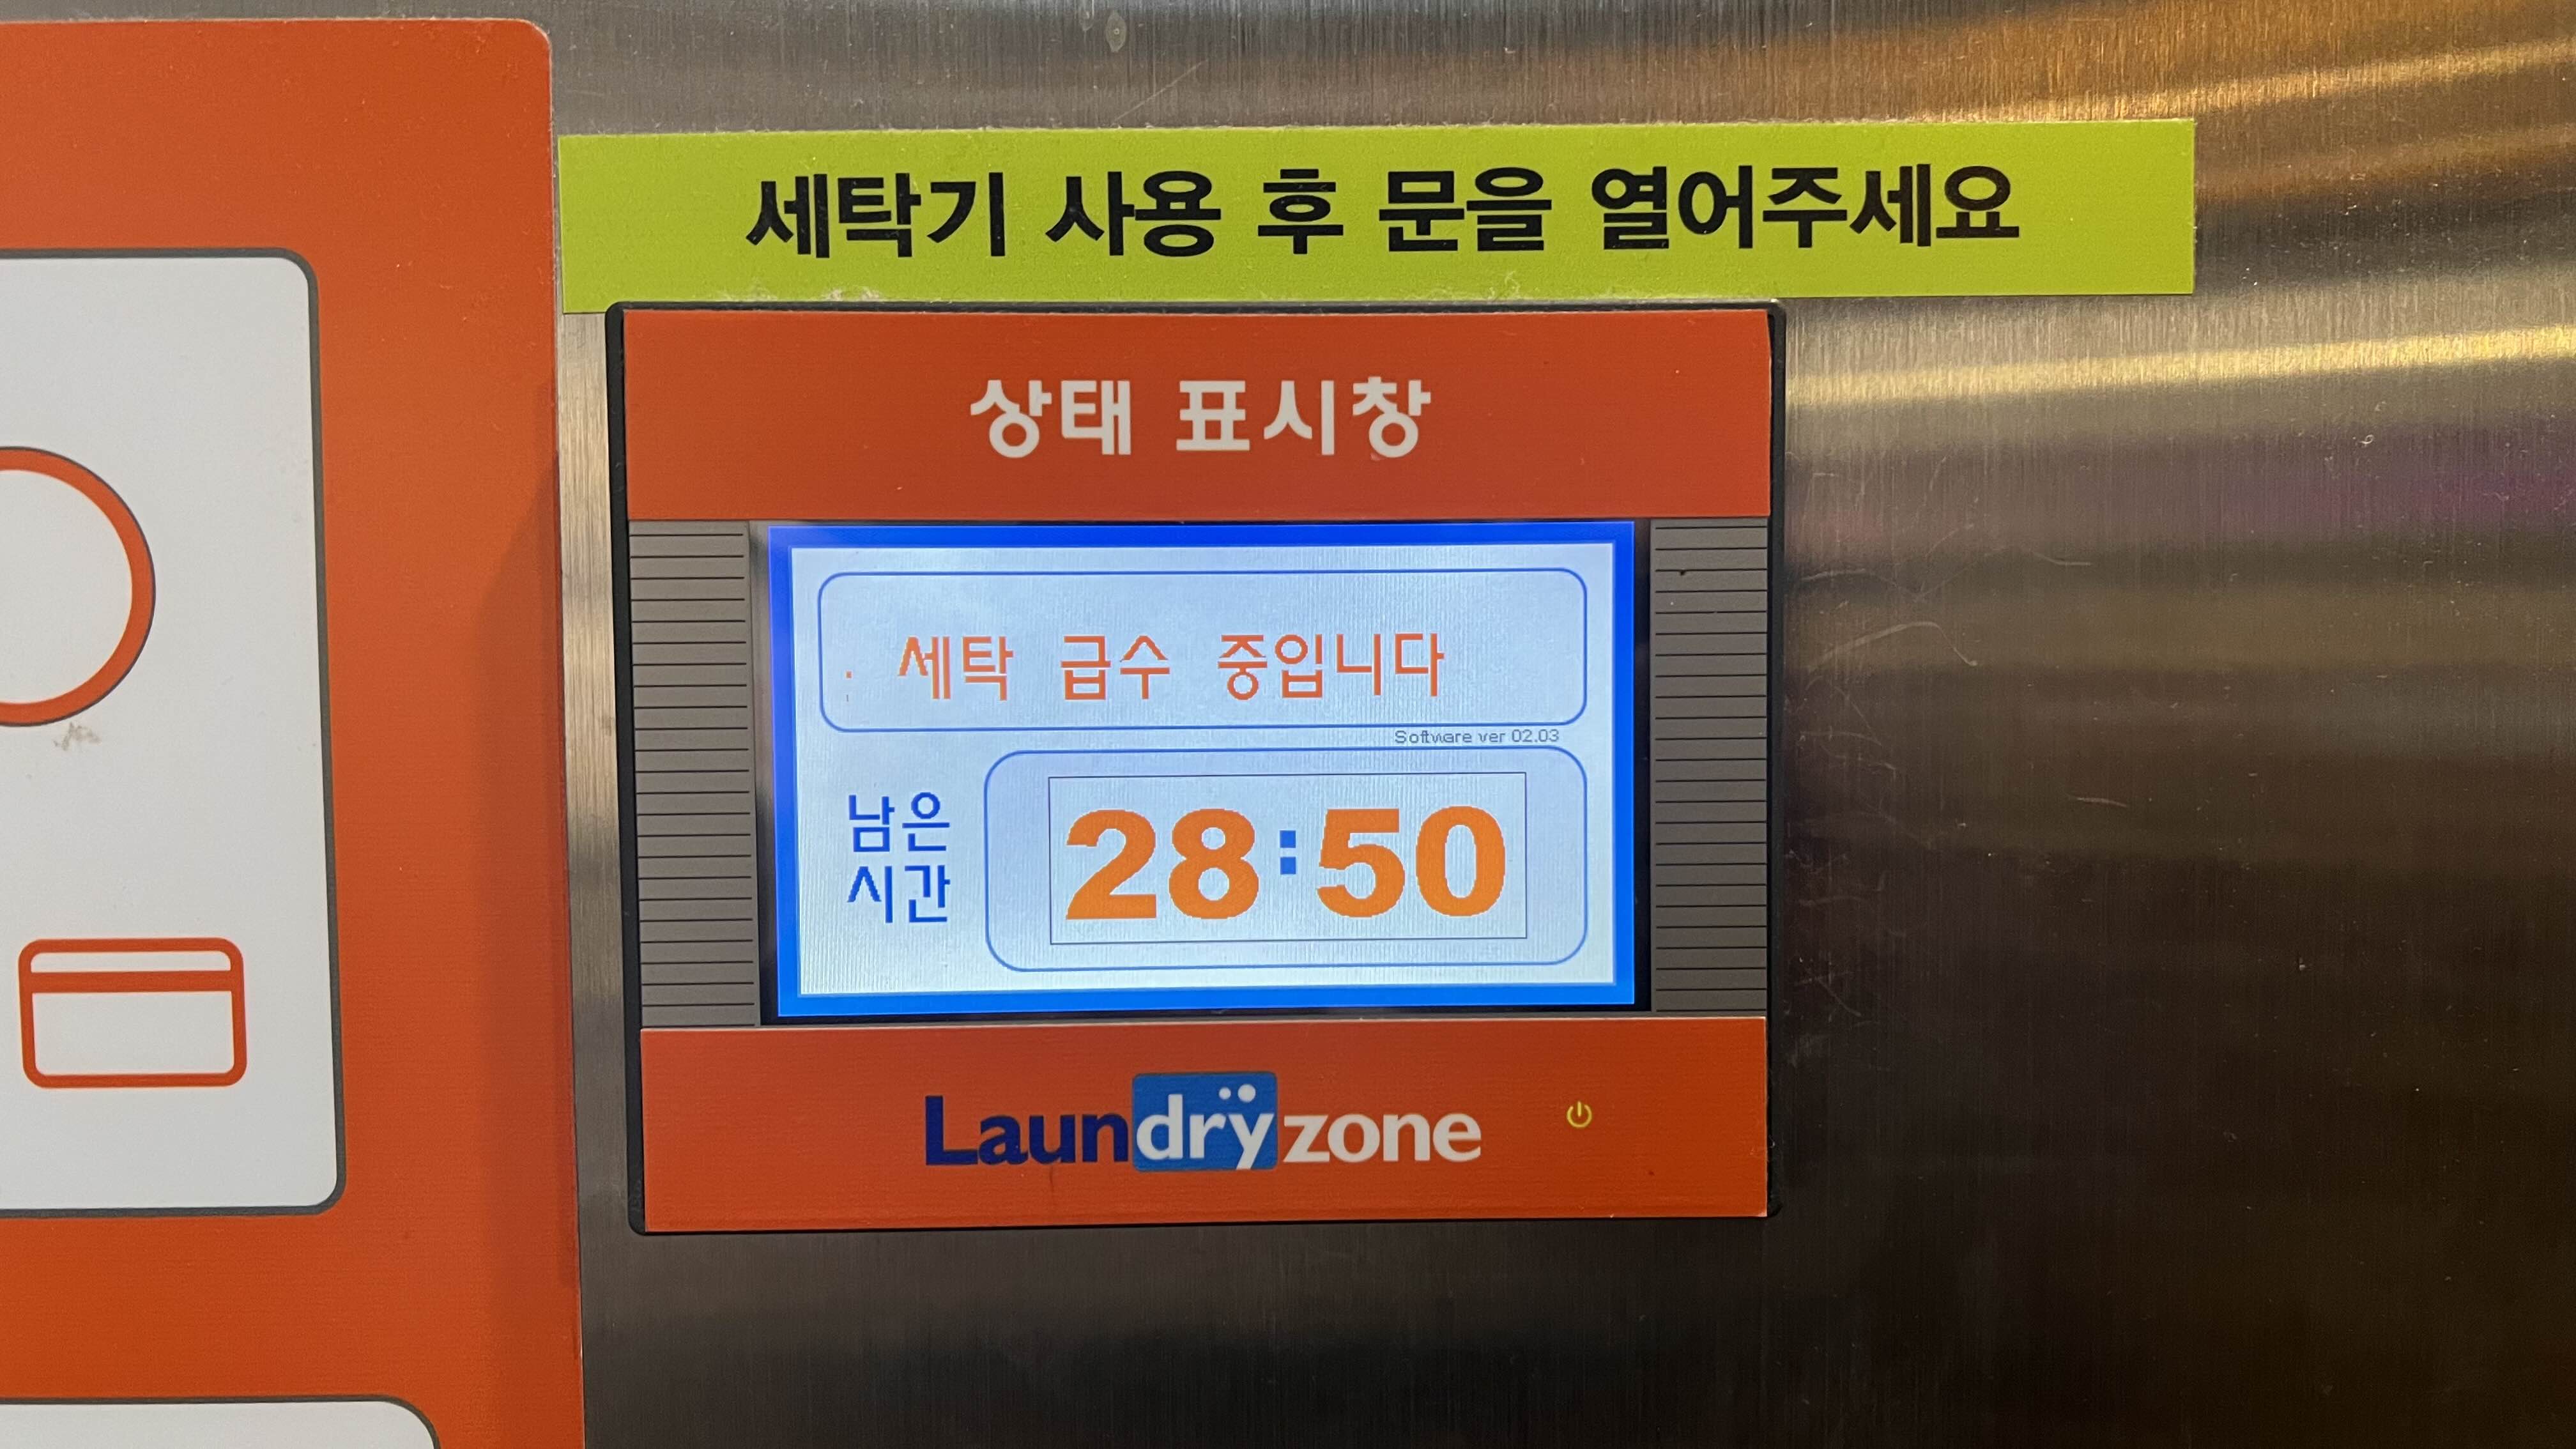 세탁기 사용 후 문을 열어주세요
상태 표시창
세탁 급수 중입니다
Software ver 02.03
남은
시간
28:50
Laundrÿzone